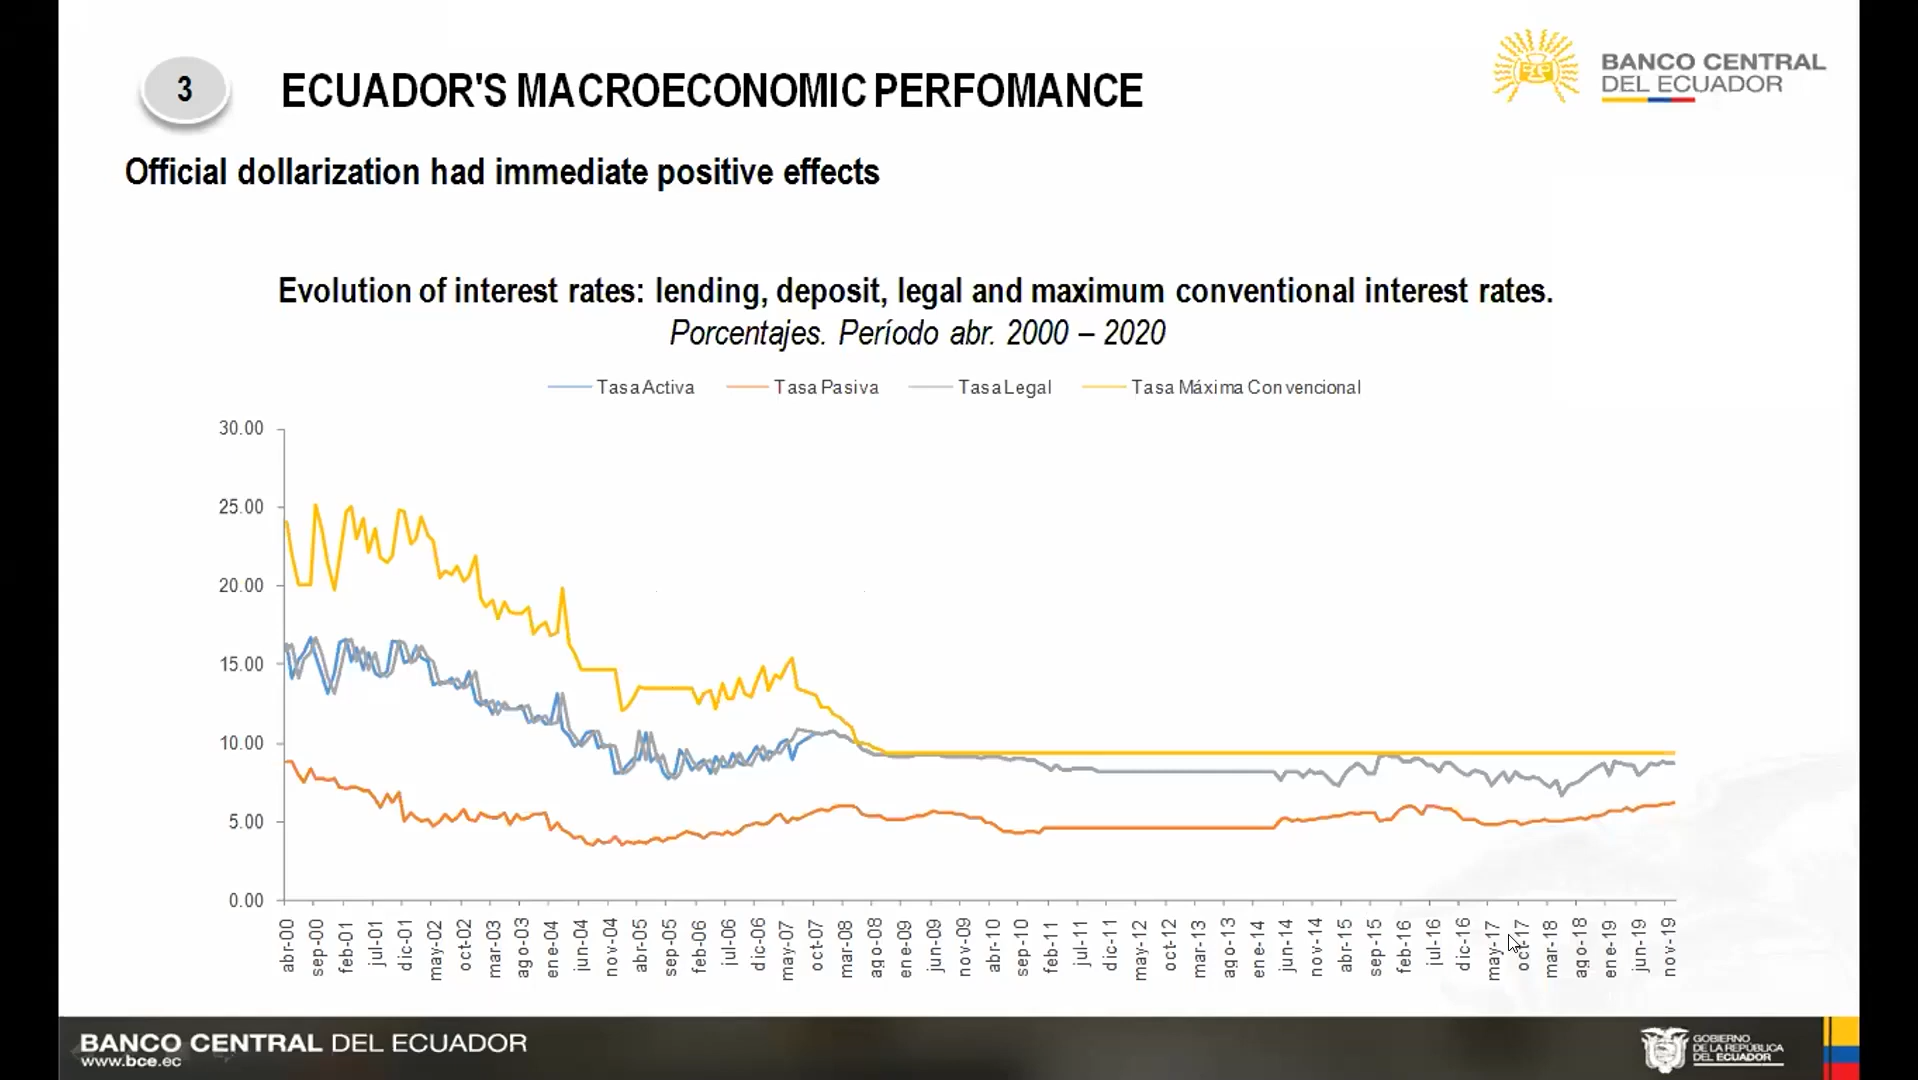 3
ECUADOR'S MACROECONOMIC PERFOMANCE
BANCO CENTRAL
DEL ECUADOR
Official dollarization had immediate positive effects
Evolution of interest rates: lending, deposit, legal and maximum conventional interest rates.
Porcentajes. Período abr. 2000 – 2020
Tasa Activa Tasa Pasiva Tasa Legal Tasa Máxima Convencional
30.00
25.00
20.00
15.00
10.00
5.00
0.00
abr-00 sep-00 feb-01 jul-01 dic-01 may-02 oct-02 mar-03 ago-03 ene-04 jun-04 nov-04 abr-05 sep-05 feb-06 jul-06 dic-06 may-07 oct-07 mar-08 ago-08 ene-09 jun-09 nov-09 abr-10 sep-10 feb-11 jul-11 dic-11 may-12 oct-12 mar-13 ago-13 ene-14 jun-14 nov-14 abr-15 sep-15 feb-16 jul-16 dic-16 may-17 oct-17 mar-18 ago-18 ene-19 jun-19 nov-19
BANCO CENTRAL DEL ECUADOR
www.bce.ec
GOBIERNO
DE LA REPÚBLICA
DEL ECUADOR